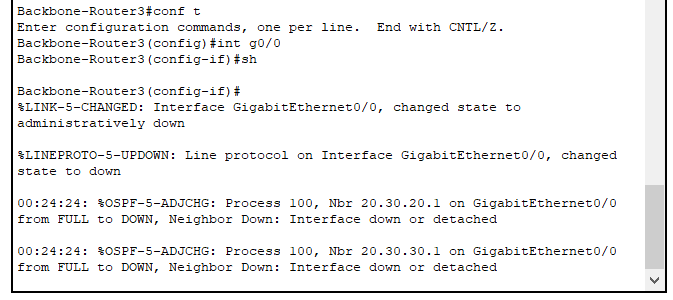 Backbone-Router3#conf t
Enter configuration commands, one per line.  End with CNTL/Z.
Backbone-Router3(config)#int g0/0
Backbone-Router3(config-if)#sh
Backbone-Router3(config-if)#
%LINK-5-CHANGED: Interface GigabitEthernet0/0, changed state to
administratively down
%LINEPROTO-5-UPDOWN: Line protocol on Interface GigabitEthernet0/0, changed
state to down
00:24:24: %OSPF-5-ADJCHG: Process 100, Nbr 20.30.20.1 on GigabitEthernet0/0
from FULL to DOWN, Neighbor Down: Interface down or detached
00:24:24: %OSPF-5-ADJCHG: Process 100, Nbr 20.30.30.1 on GigabitEthernet0/0
from FULL to DOWN, Neighbor Down: Interface down or detached